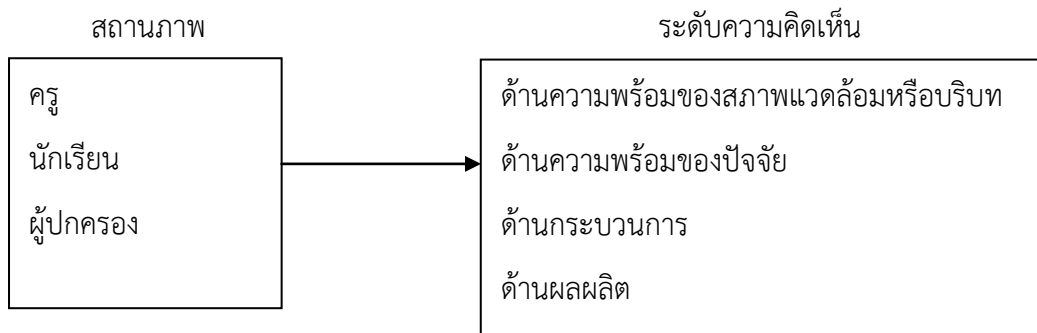 สถานภาพ
ระดับความคิดเห็น
ครู
นักเรียน
ผู้ปกครอง
ด้านความพร้อมของสภาพแวดล้อมหรือบริบท
ด้านความพร้อมของปัจจัย
ด้านกระบวนการ
ด้านผลผลิต